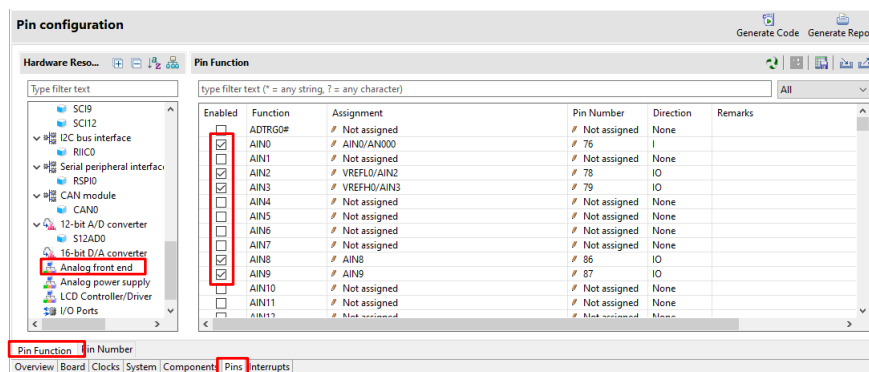 Pin configuration
Generate Code Generate Repo
Hardware Reso...
Pin Function
Type filter text
type filter text (* = any string, ? = any character)
All
SCI9
SCI12
I2C bus interface
RIIC0
Serial peripheral interfac
RSPI0
CAN module
CAN0
12-bit A/D converter
S12AD0
16-bit D/A converter
Analog front end
Analog power supply
LCD Controller/Driver
I/O Ports
Enabled Function Assignment Pin Number Direction Remarks
ADTRG0# Not assigned Not assigned None
AIN0 AIN0/AN000 76 I
AIN1 Not assigned Not assigned None
AIN2 VREFL0/AIN2 78 IO
AIN3 VREFH0/AIN3 79 IO
AIN4 Not assigned Not assigned None
AIN5 Not assigned Not assigned None
AIN6 Not assigned Not assigned None
AIN7 Not assigned Not assigned None
AIN8 AIN8 86 IO
AIN9 AIN9 87 IO
AIN10 Not assigned Not assigned None
AIN11 Not assigned Not assigned None
AIN12 Not assigned Not assigned None
Pin Function Pin Number
Overview Board Clocks System Components Pins Interrupts